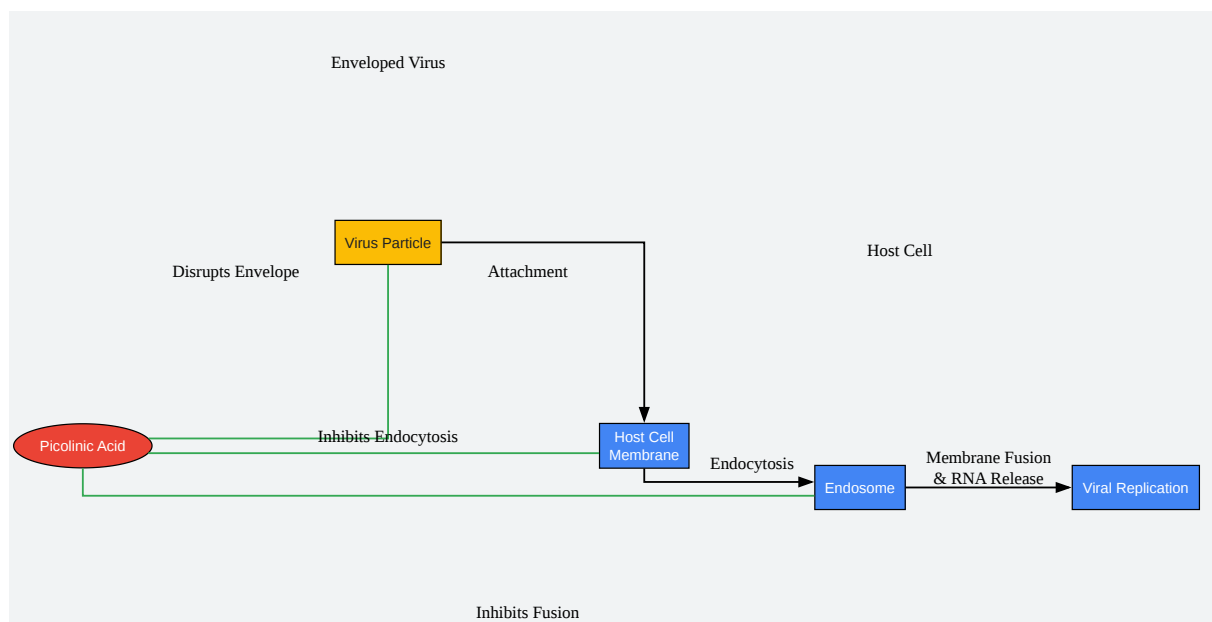 Enveloped Virus
Virus Particle
Host Cell
Disrupts Envelope
Attachment
Picolinic Acid
Inhibits Endocytosis
Host Cell
Membrane
Endocytosis
Membrane Fusion
& RNA Release
Endosome
Viral Replication
Inhibits Fusion